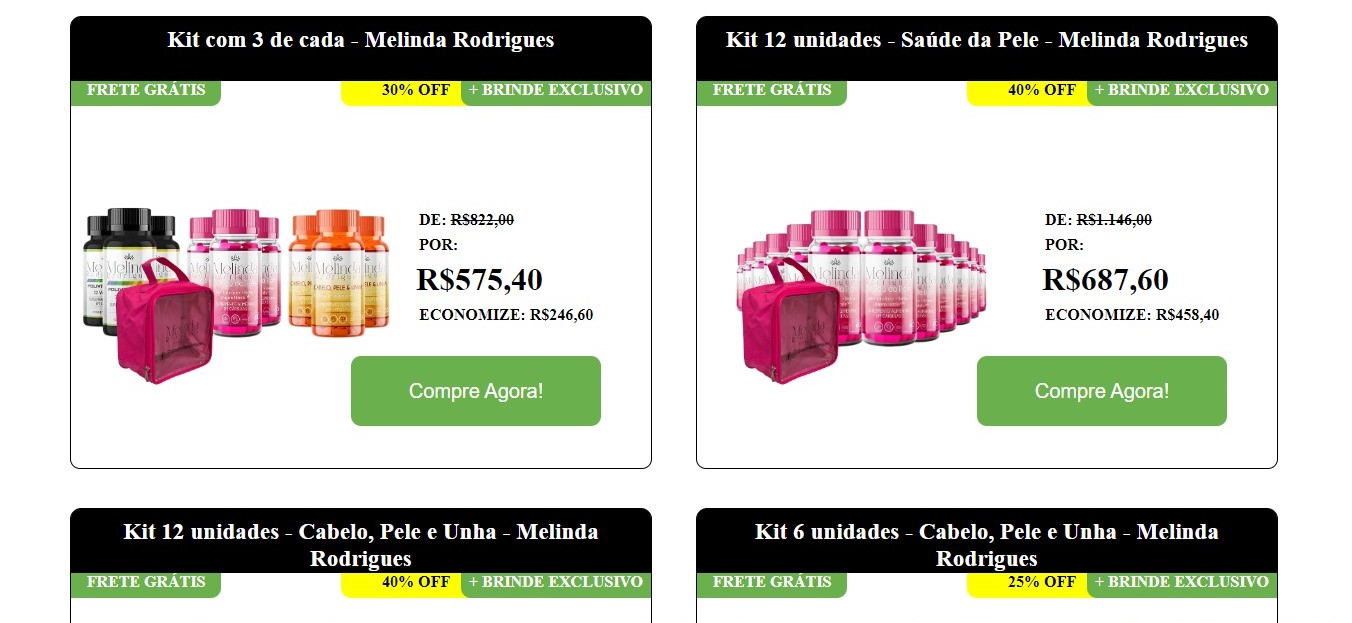 Kit com 3 de cada - Melinda Rodrigues
FRETE GRÁTIS
30% OFF
+ BRINDE EXCLUSIVO
DE: R$822,00
POR:
R$575,40
ECONOMIZE: R$246,60
Compre Agora!
Kit 12 unidades - Saúde da Pele - Melinda Rodrigues
FRETE GRÁTIS
40% OFF
+ BRINDE EXCLUSIVO
DE: R$1.146,00
POR:
R$687,60
ECONOMIZE: R$458,40
Compre Agora!
Kit 12 unidades - Cabelo, Pele e Unha - Melinda
Rodrigues
FRETE GRÁTIS
40% OFF
+ BRINDE EXCLUSIVO
Kit 6 unidades - Cabelo, Pele e Unha - Melinda
Rodrigues
FRETE GRÁTIS
25% OFF
+ BRINDE EXCLUSIVO